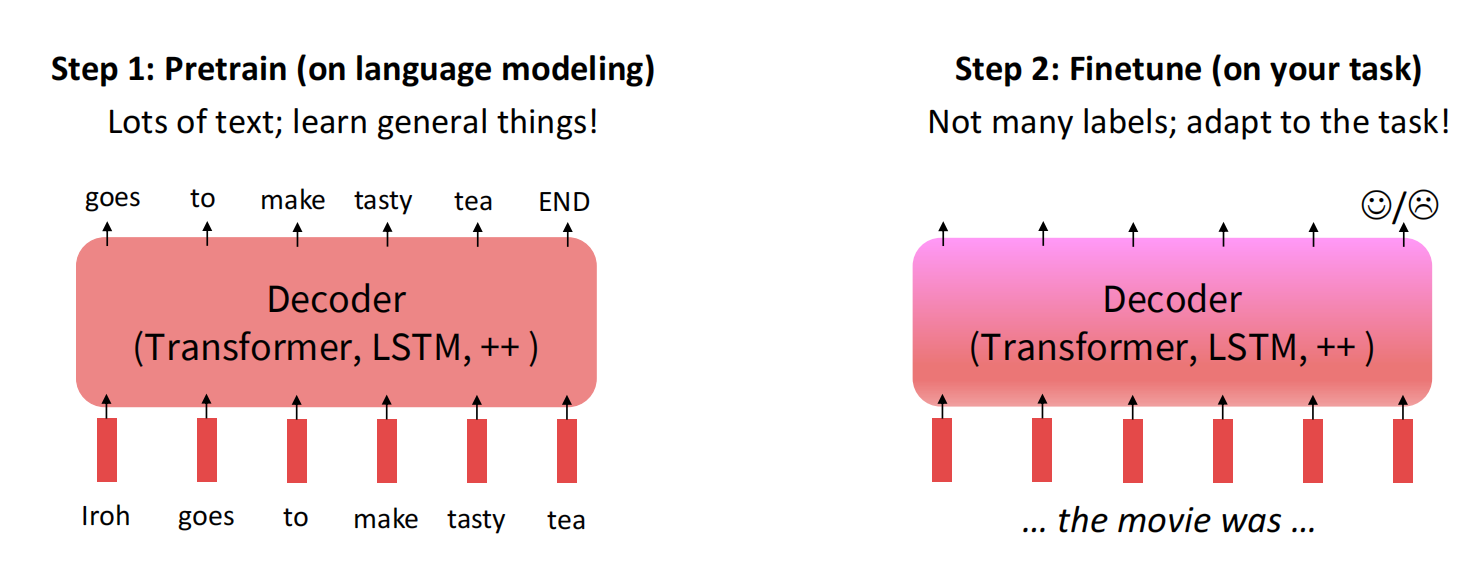 Step 1: Pretrain (on language modeling)
Lots of text; learn general things!
goes to make tasty tea END
Decoder
(Transformer, LSTM, ++ )
Iroh goes to make tasty tea
Step 2: Finetune (on your task)
Not many labels; adapt to the task!
☺/☹
Decoder
(Transformer, LSTM, ++ )
... the movie was ...